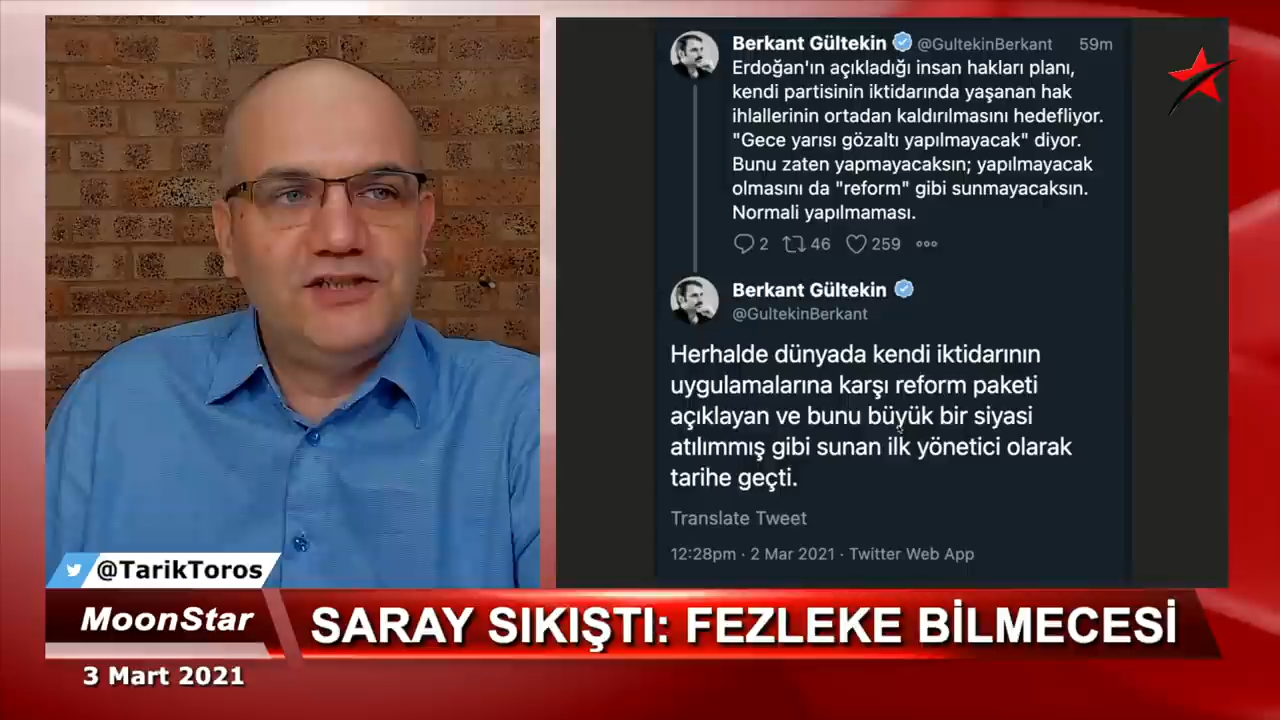 Berkant Gültekin @GultekinBerkant 59m
Erdoğan'ın açıkladığı insan hakları planı,
kendi partisinin iktidarında yaşanan hak
ihlallerinin ortadan kaldırılmasını hedefliyor.
"Gece yarısı gözaltı yapılmayacak" diyor.
Bunu zaten yapmayacaksın; yapılmayacak
olmasını da "reform" gibi sunmayacaksın.
Normali yapılmaması.
2 46 259
Berkant Gültekin
@GultekinBerkant
Herhalde dünyada kendi iktidarının
uygulamalarına karşı reform paketi
açıklayan ve bunu büyük bir siyasi
atılımmış gibi sunan ilk yönetici olarak
tarihe geçti.
Translate Tweet
12:28pm · 2 Mar 2021 · Twitter Web App
@TarikToros
MoonStar
SARAY SIKIŞTI: FEZLEKE BİLMECESİ
3 Mart 2021